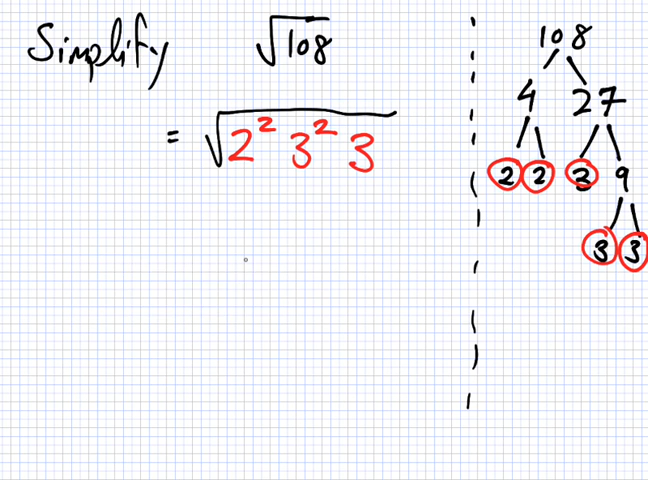 Simplify √108
= √2² 3² 3
108
4 27
2 2 3 9
3 3